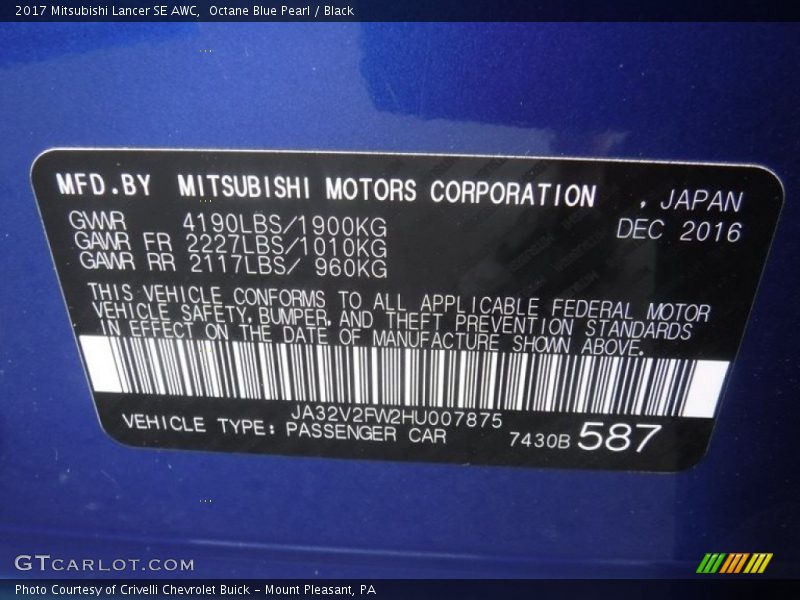 2017 Mitsubishi Lancer SE AWC,  Octane Blue Pearl / Black
MFD.BY  MITSUBISHI MOTORS CORPORATION  , JAPAN
DEC 2016
GVWR 4190LBS/1900KG
GAWR FR 2227LBS/1010KG
GAWR RR 2117LBS/ 960KG
THIS VEHICLE CONFORMS TO ALL APPLICABLE FEDERAL MOTOR
VEHICLE SAFETY, BUMPER, AND THEFT PREVENTION STANDARDS
IN EFFECT ON THE DATE OF MANUFACTURE SHOWN ABOVE.
JA32V2FW2HU007875
VEHICLE TYPE: PASSENGER CAR
7430B 587
GTCARLOT.COM
Photo Courtesy of Crivelli Chevrolet Buick - Mount Pleasant, PA